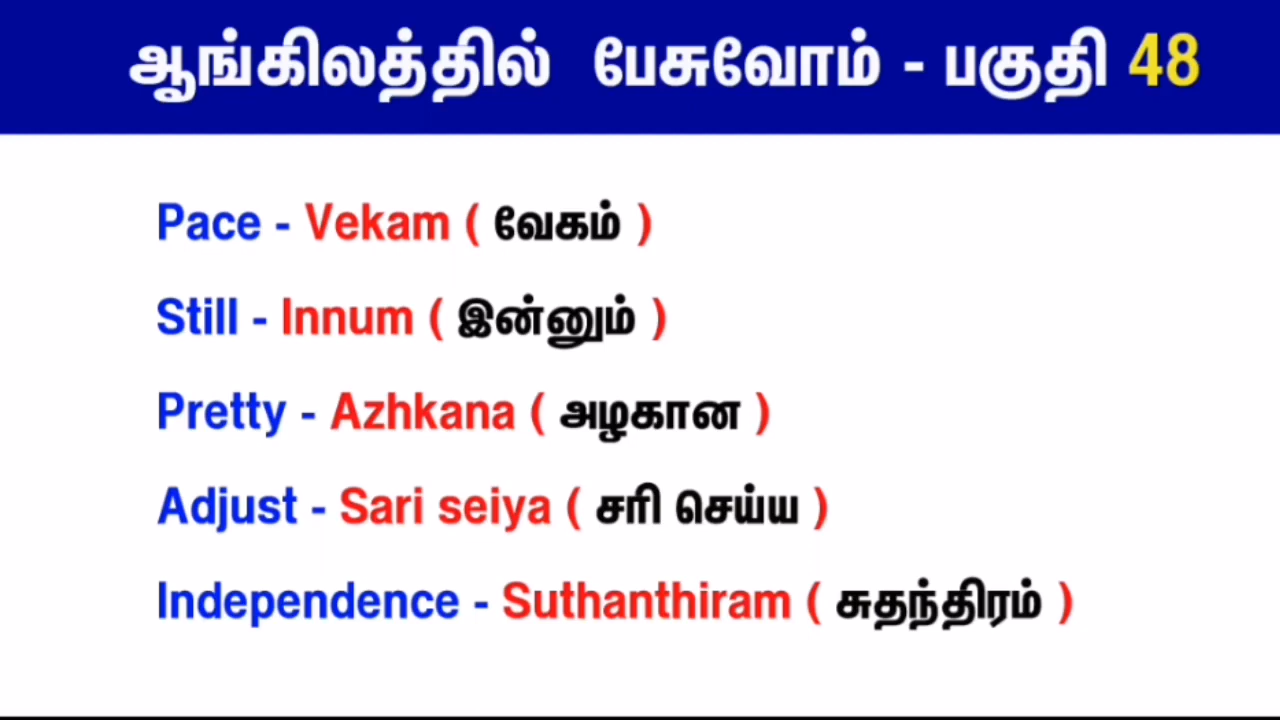 ஆங்கிலத்தில் பேசுவோம் - பகுதி 48
Pace - Vekam ( வேகம் )
Still - Innum ( இன்னும் )
Pretty - Azhkana ( அழகான )
Adjust - Sari seiya ( சரி செய்ய )
Independence - Suthanthiram ( சுதந்திரம் )